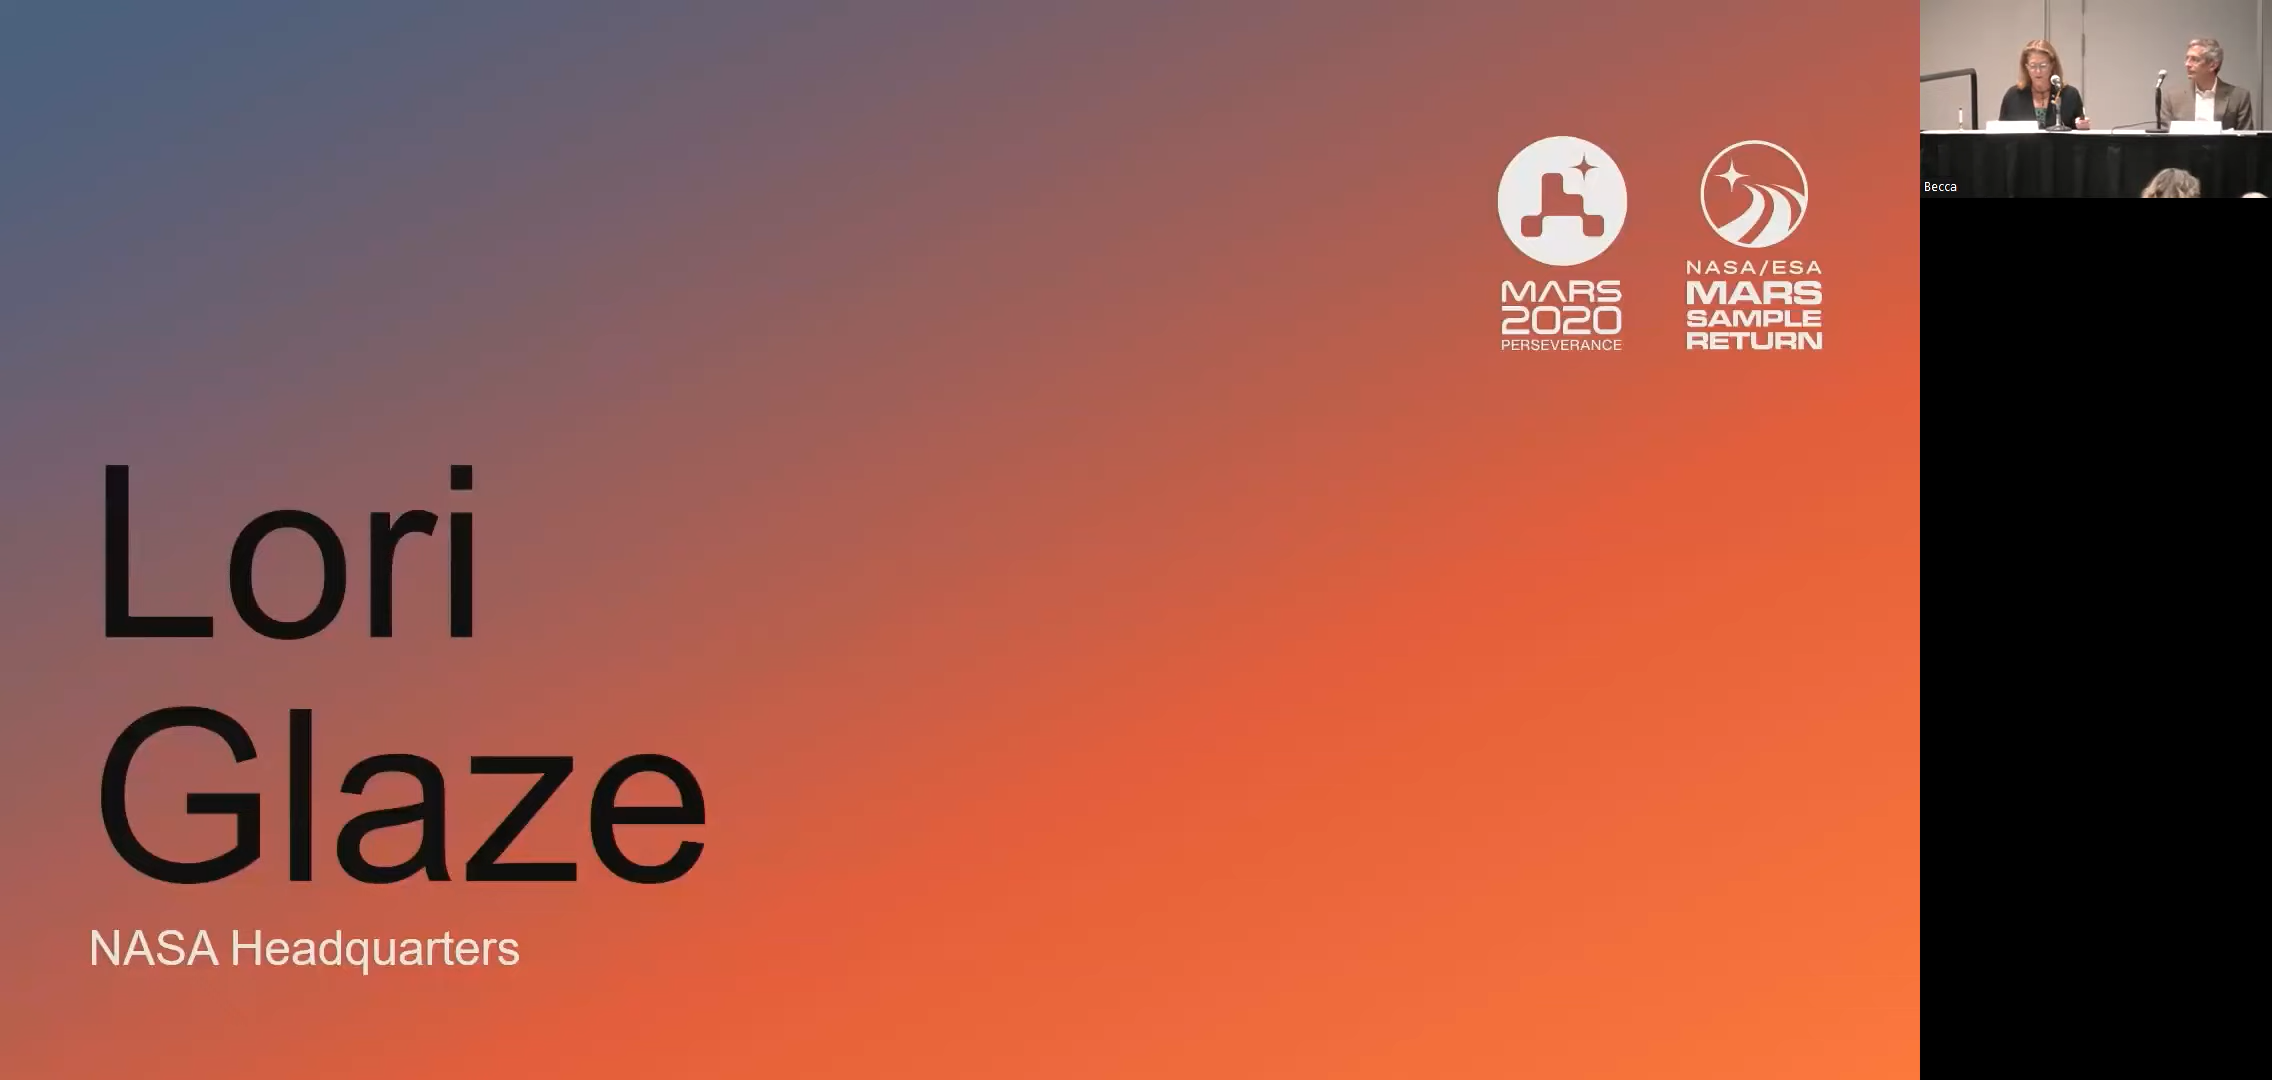 MARS
2020
PERSEVERANCE
NASA/ESA
MARS
SAMPLE
RETURN
Lori
Glaze
NASA Headquarters
Becca